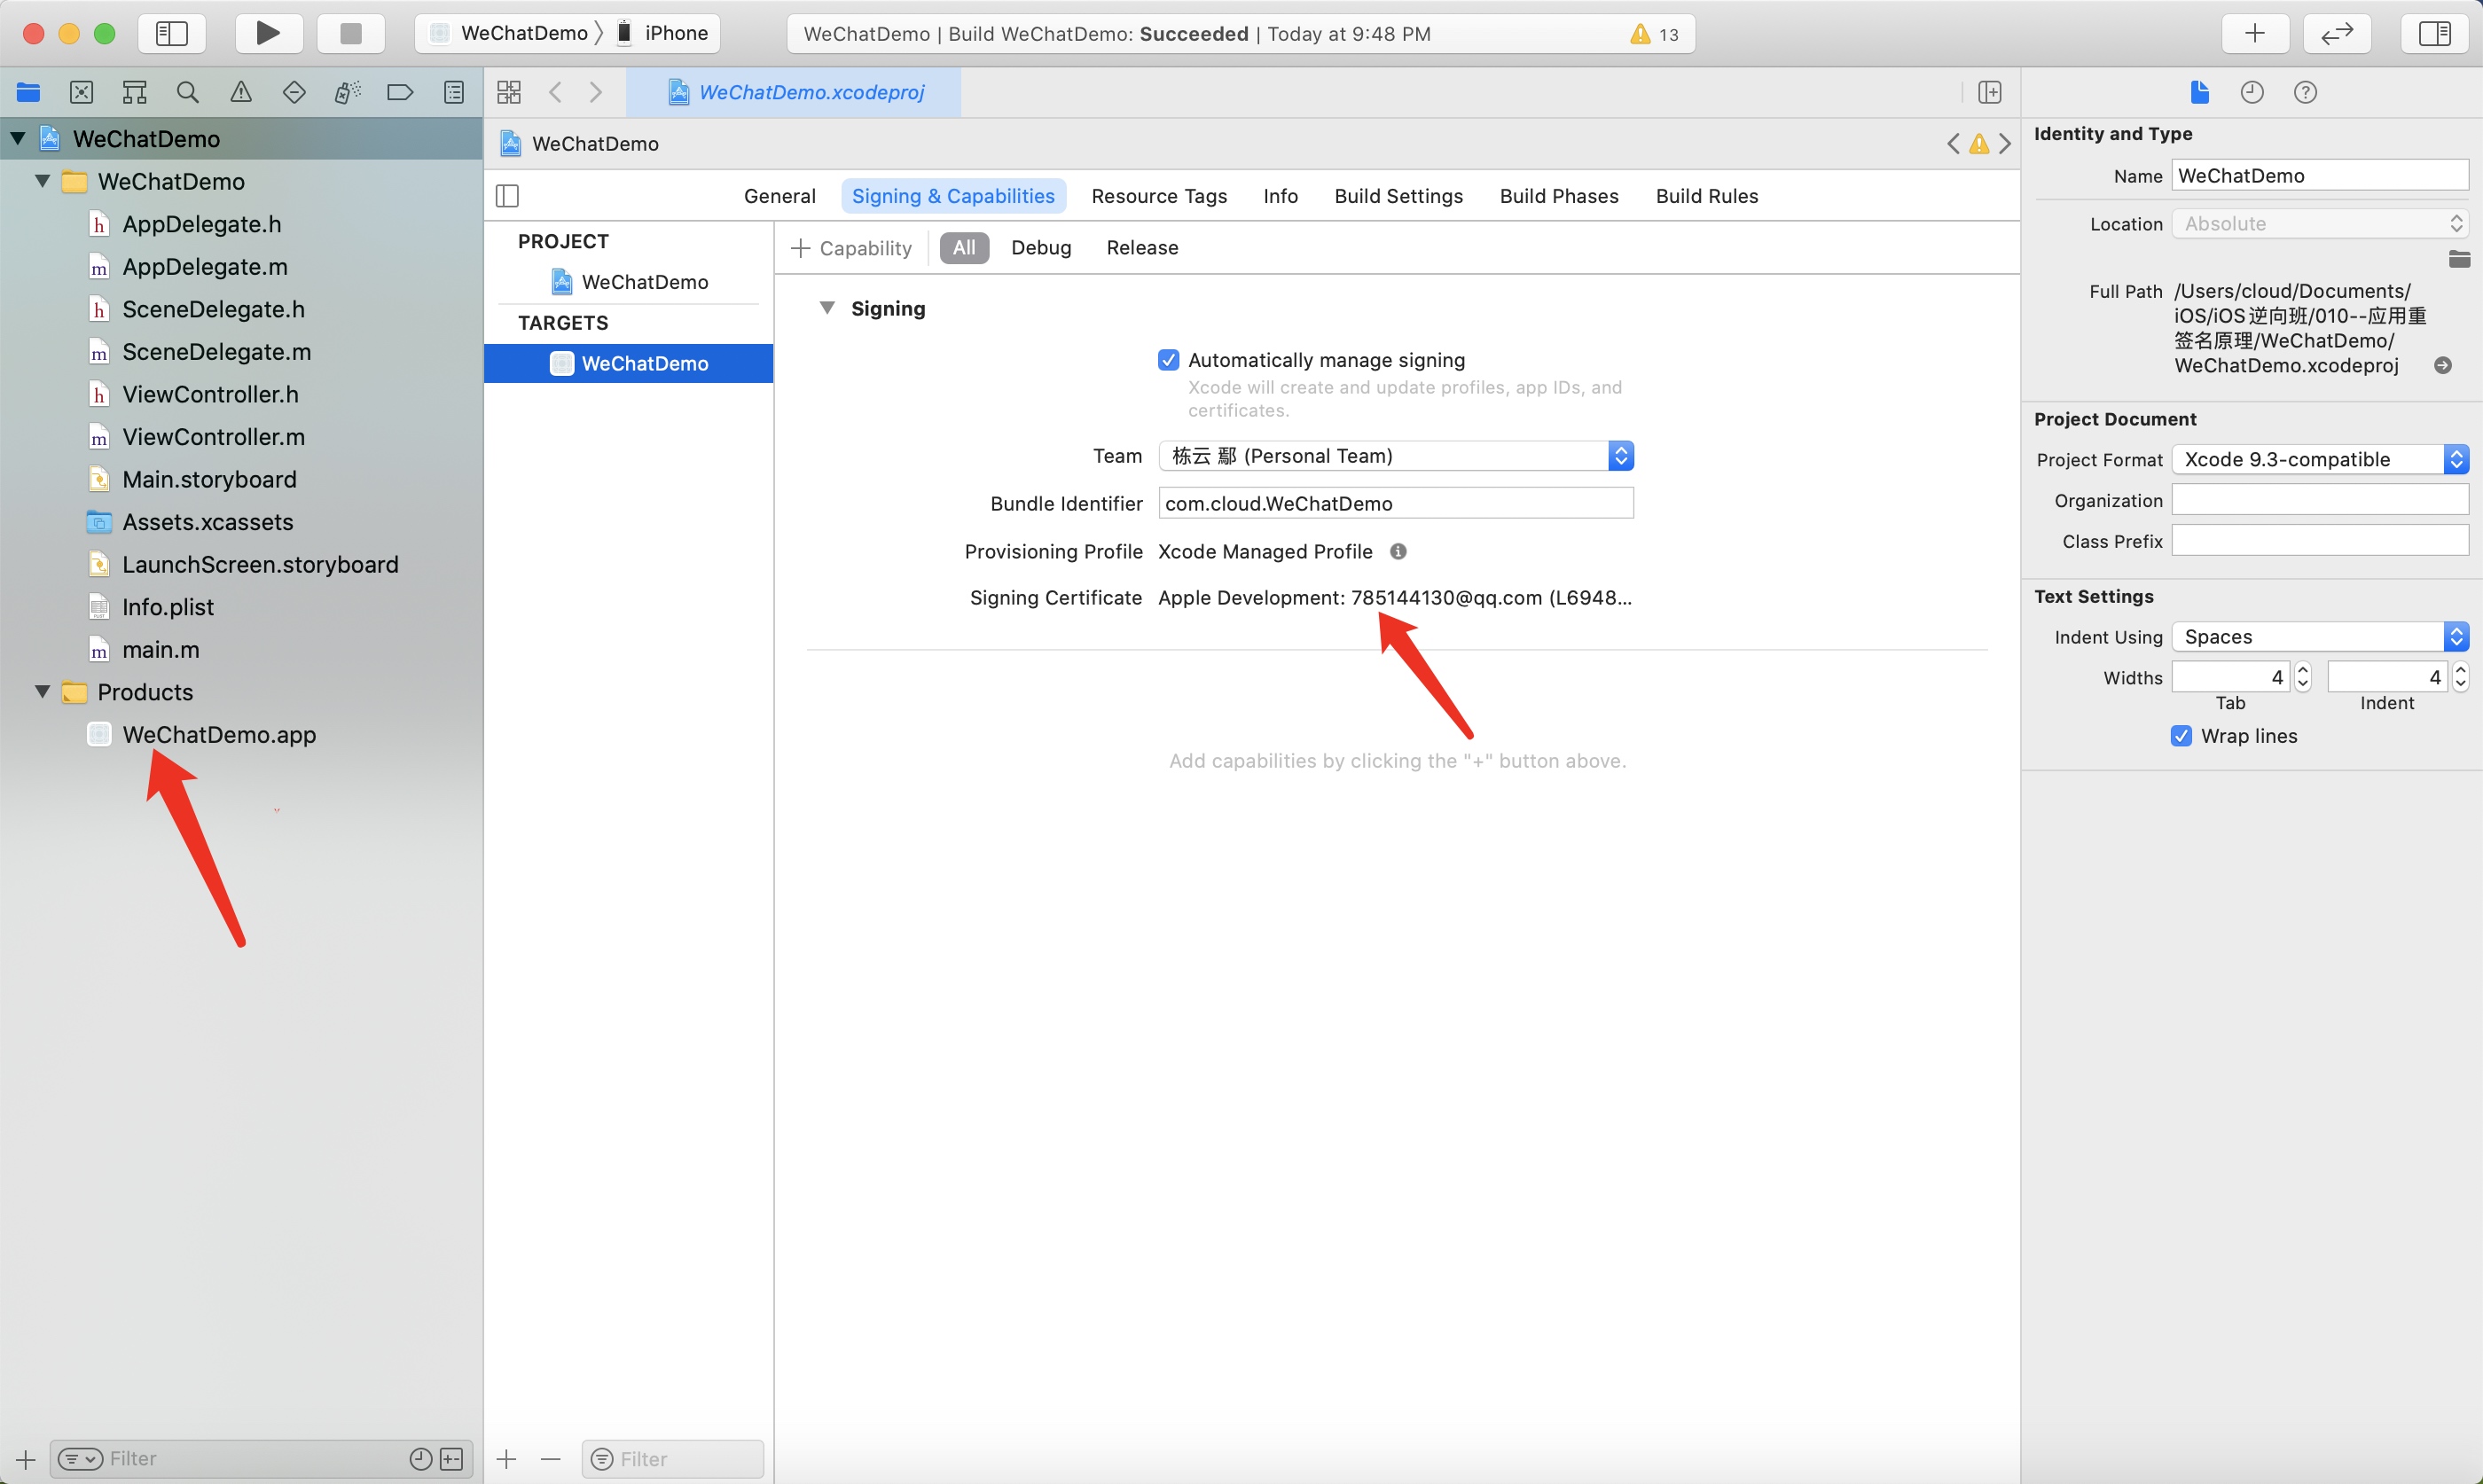 WeChatDemo
iPhone
WeChatDemo | Build WeChatDemo: Succeeded | Today at 9:48 PM
13
WeChatDemo.xcodeproj
WeChatDemo
WeChatDemo
AppDelegate.h
AppDelegate.m
SceneDelegate.h
SceneDelegate.m
ViewController.h
ViewController.m
Main.storyboard
Assets.xcassets
LaunchScreen.storyboard
Info.plist
main.m
Products
WeChatDemo.app
Filter
WeChatDemo
General
Signing & Capabilities
Resource Tags
Info
Build Settings
Build Phases
Build Rules
PROJECT
WeChatDemo
TARGETS
WeChatDemo
Filter
+ Capability
All
Debug
Release
Signing
Automatically manage signing
Xcode will create and update profiles, app IDs, and
certificates.
Team
栋云 鄢 (Personal Team)
Bundle Identifier
com.cloud.WeChatDemo
Provisioning Profile
Xcode Managed Profile
Signing Certificate
Apple Development: 785144130@qq.com (L6948...
Add capabilities by clicking the "+" button above.
Identity and Type
Name
WeChatDemo
Location
Absolute
Full Path
/Users/cloud/Documents/
iOS/iOS逆向班/010--应用重
签名原理/WeChatDemo/
WeChatDemo.xcodeproj
Project Document
Project Format
Xcode 9.3-compatible
Organization
Class Prefix
Text Settings
Indent Using
Spaces
Widths
4
4
Tab
Indent
Wrap lines